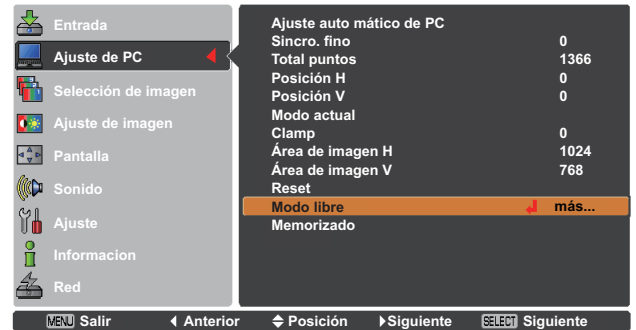 Entrada
Ajuste de PC
Selección de imagen
Ajuste de imagen
Pantalla
Sonido
Ajuste
Informacion
Red
Ajuste auto mático de PC
Sincro. fino 0
Total puntos 1366
Posición H 0
Posición V 0
Modo actual
Clamp 0
Área de imagen H 1024
Área de imagen V 768
Reset
Modo libre más...
Memorizado
MENU Salir Anterior Posición Siguiente SELECT Siguiente